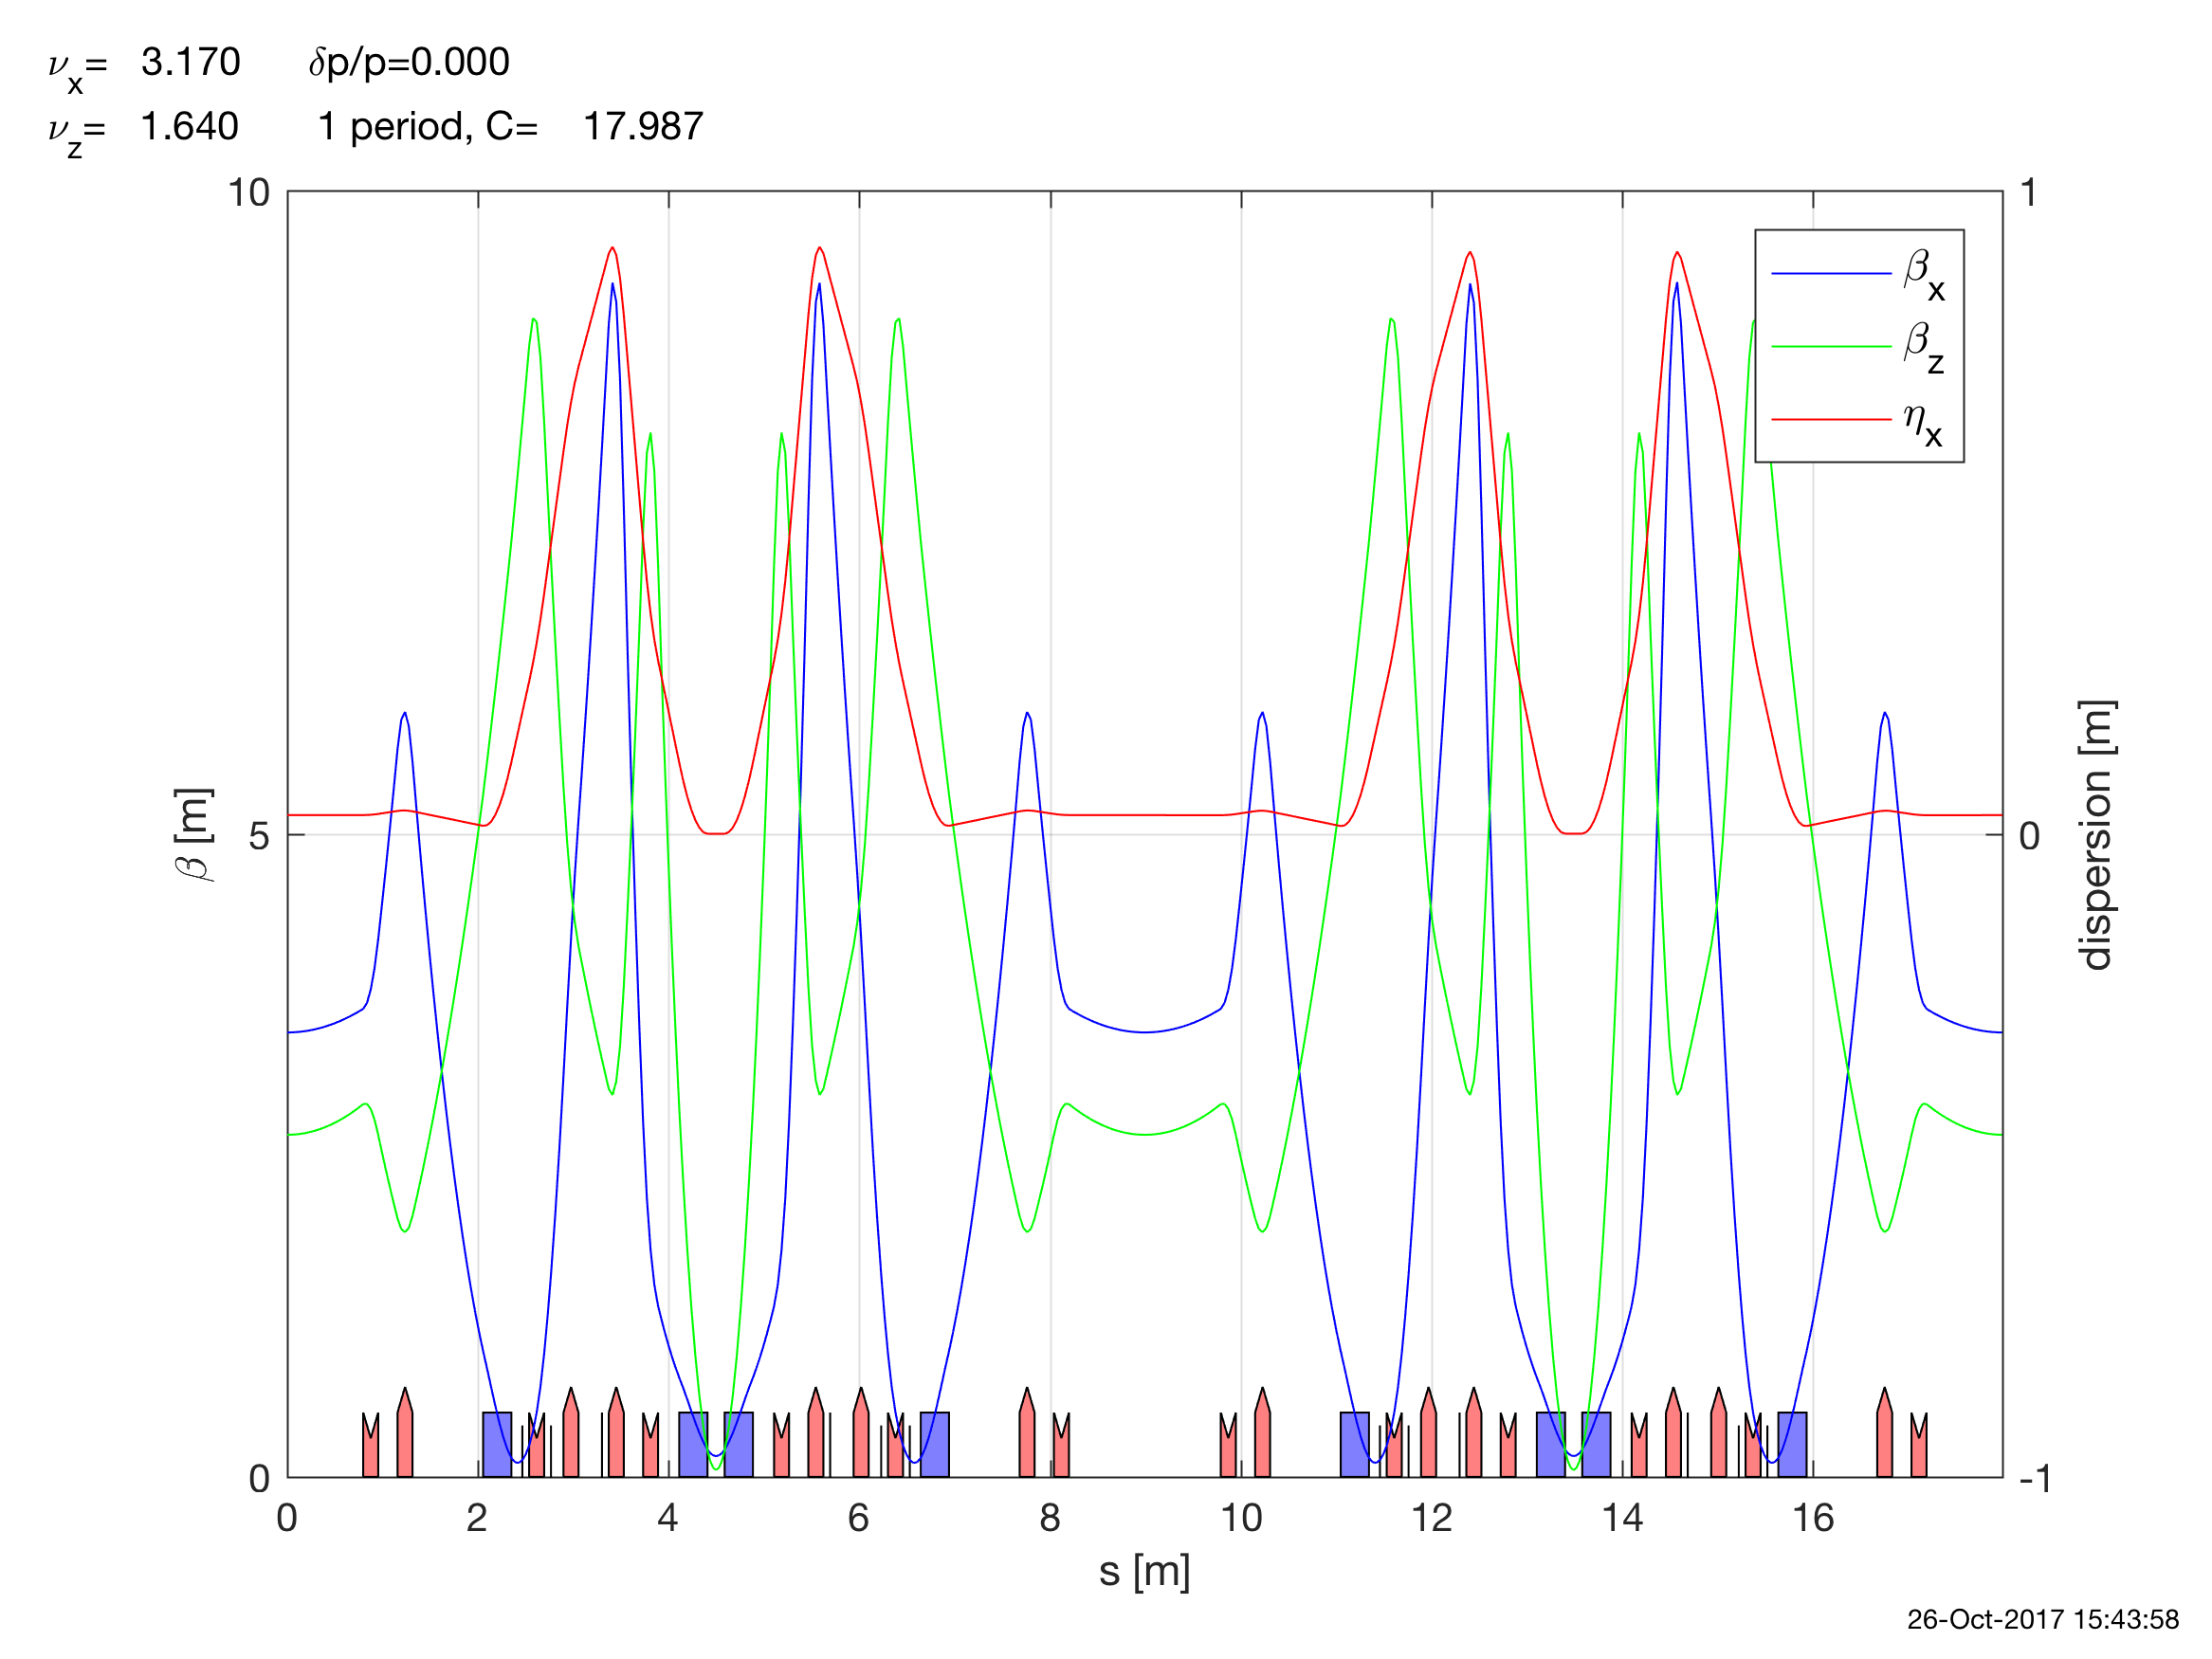 νx= 3.170 δp/p=0.000
νz= 1.640 1 period, C= 17.987
10
5
0
β [m]
1
0
-1
dispersion [m]
βx
βz
ηx
0 2 4 6 8 10 12 14 16
s [m]
26-Oct-2017 15:43:58